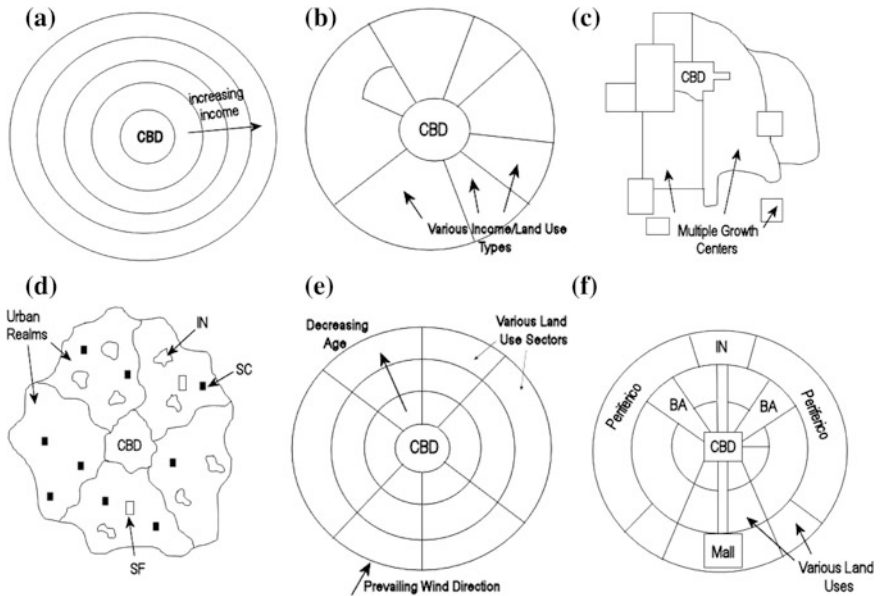 (a)
increasing
income
CBD
(b)
CBD
Various Income/Land Use
Types
(c)
CBD
Multiple Growth
Centers
(d)
Urban
Realms
IN
SC
CBD
SF
(e)
Decreasing
Age
Various Land
Use Sectors
CBD
Prevailing Wind Direction
(f)
IN
Periferico
BA
BA
Periferico
CBD
Mall
Various Land
Uses